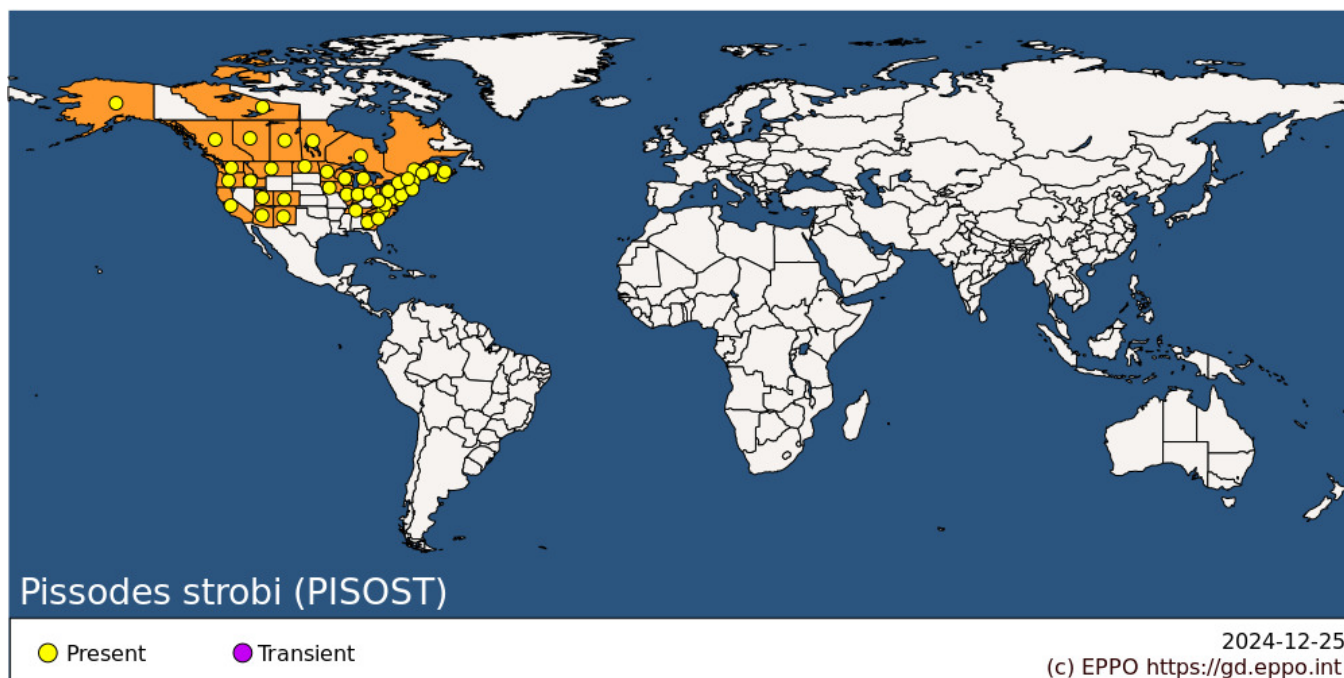 Pissodes strobi (PISOST)
Present
Transient
2024-12-25
(c) EPPO https://gd.eppo.int